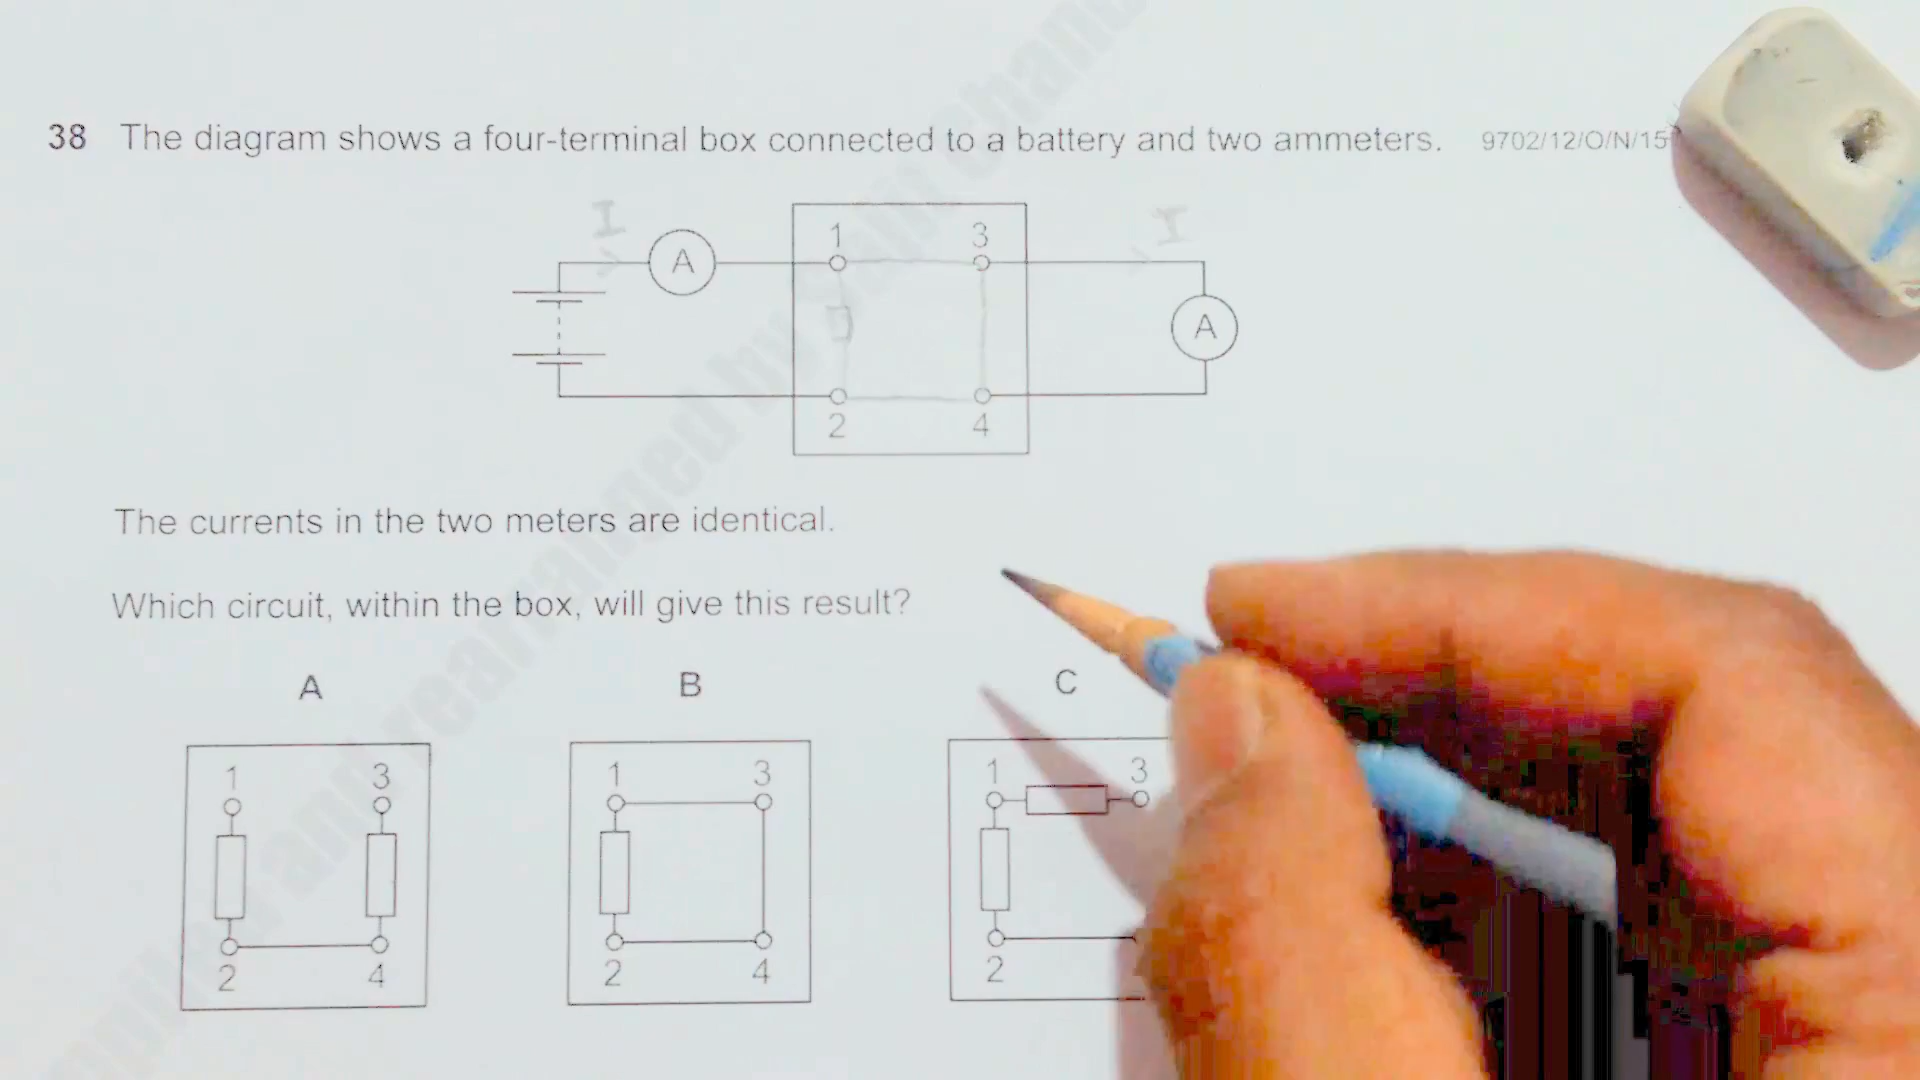 38 The diagram shows a four-terminal box connected to a battery and two ammeters. 9702/12/O/N/15
I I
A 1 3
A
2 4
The currents in the two meters are identical.
Which circuit, within the box, will give this result?
A B C
1 3 1 3 1 3
2 4 2 4 2